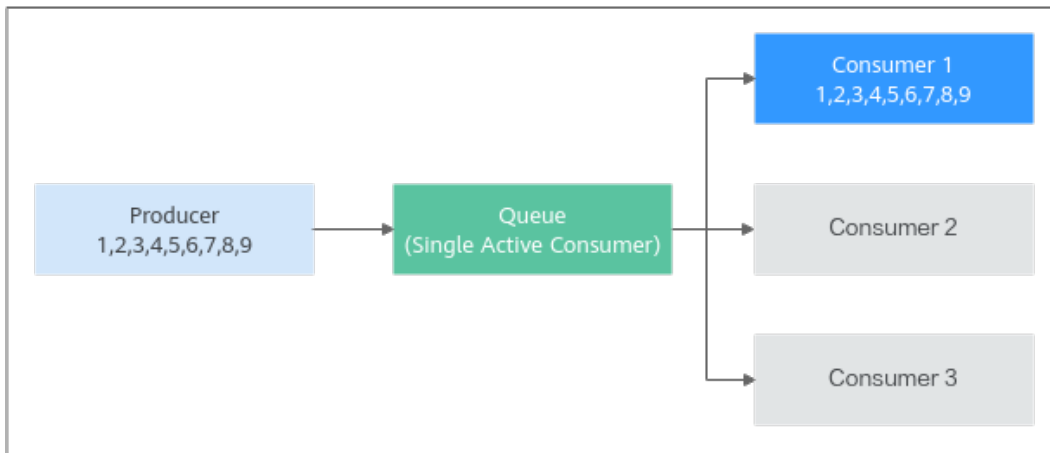 Producer
1,2,3,4,5,6,7,8,9
Queue
(Single Active Consumer)
Consumer 1
1,2,3,4,5,6,7,8,9
Consumer 2
Consumer 3